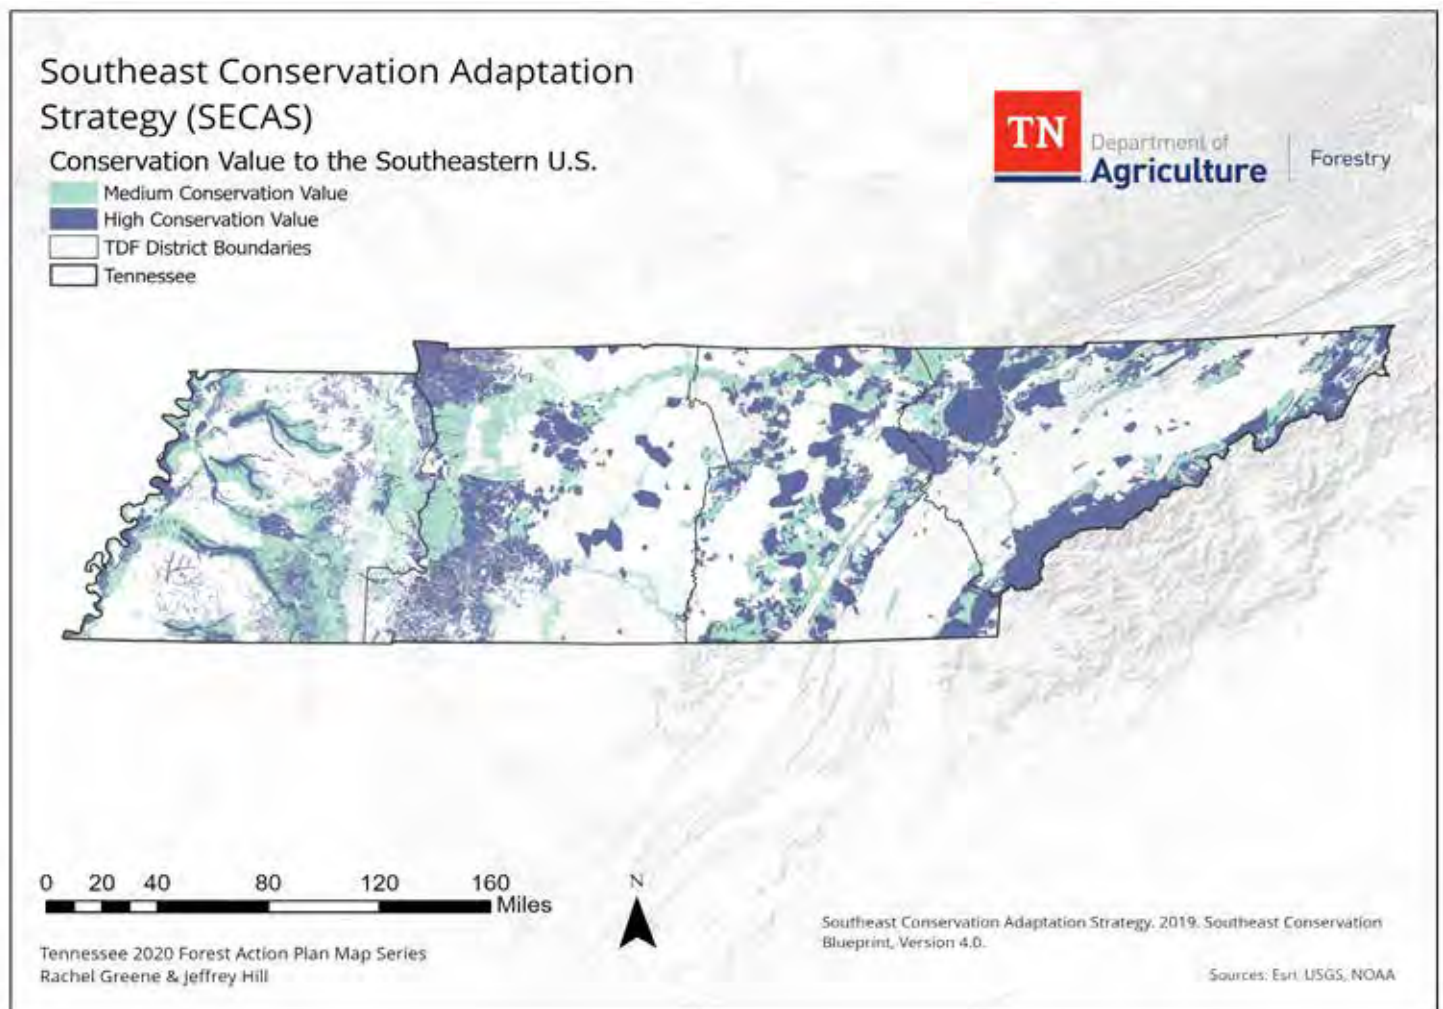 Southeast Conservation Adaptation
Strategy (SECAS)
Conservation Value to the Southeastern U.S.
Medium Conservation Value
High Conservation Value
TDF District Boundaries
Tennessee
TN
Department of
Agriculture
Forestry
0 20 40 80 120 160
Miles
N
Tennessee 2020 Forest Action Plan Map Series
Rachel Greene & Jeffrey Hill
Southeast Conservation Adaptation Strategy. 2019. Southeast Conservation
Blueprint, Version 4.0.
Sources: Esri, USGS, NOAA